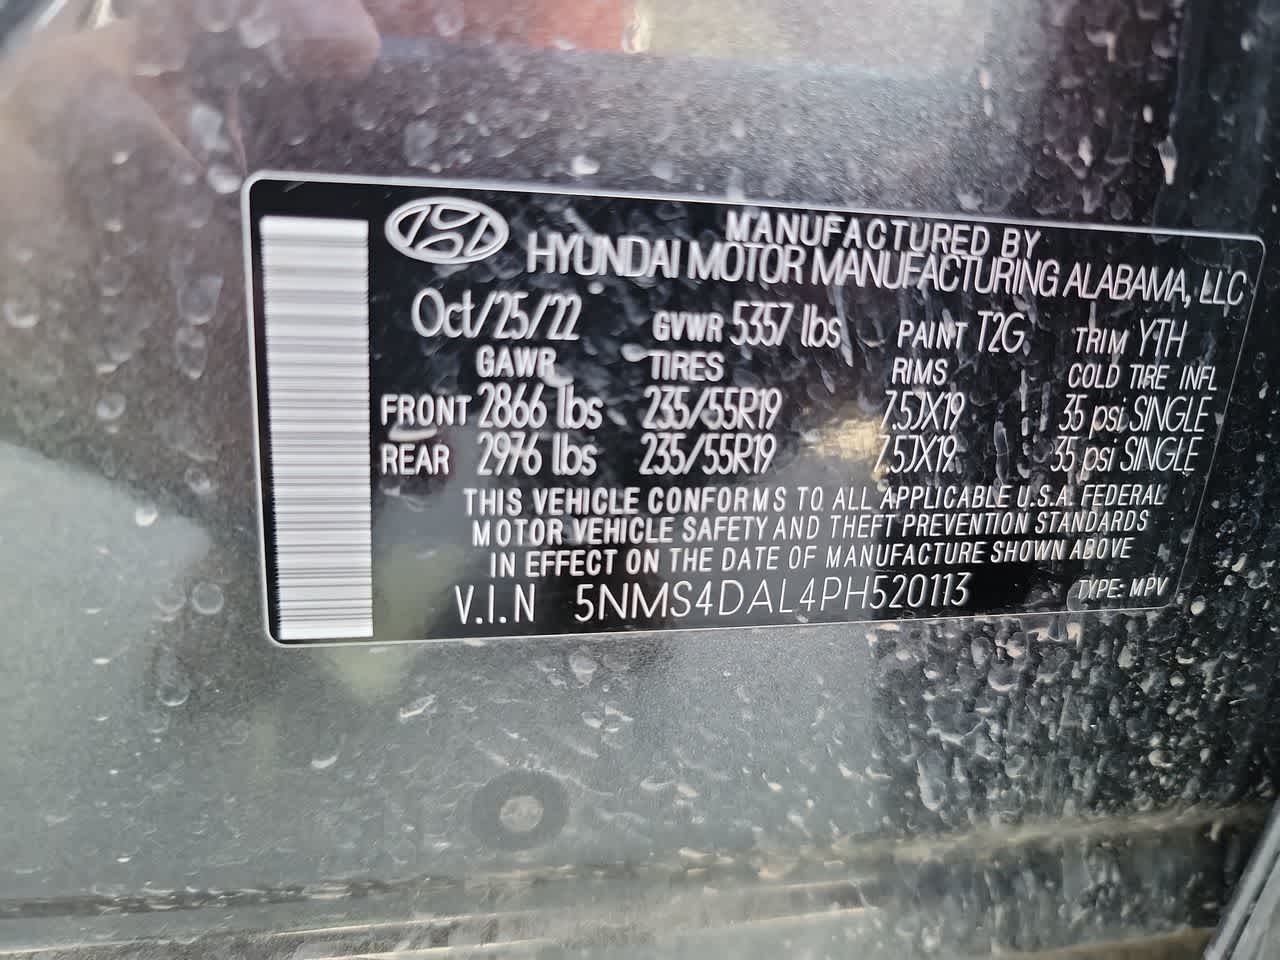 MANUFACTURED BY
HYUNDAI MOTOR MANUFACTURING ALABAMA, LLC
Oct/25/22 GVWR 5357 lbs PAINT T2G TRIM YTH
GAWR TIRES RIMS COLD TIRE INFL
FRONT 2866 lbs 235/55R19 7.5JX19 35 psi SINGLE
REAR 2976 lbs 235/55R19 7.5JX19 35 psi SINGLE
THIS VEHICLE CONFORMS TO ALL APPLICABLE U.S.A. FEDERAL
MOTOR VEHICLE SAFETY AND THEFT PREVENTION STANDARDS
IN EFFECT ON THE DATE OF MANUFACTURE SHOWN ABOVE
V.I.N 5NMS4DAL4PH520113 TYPE: MPV